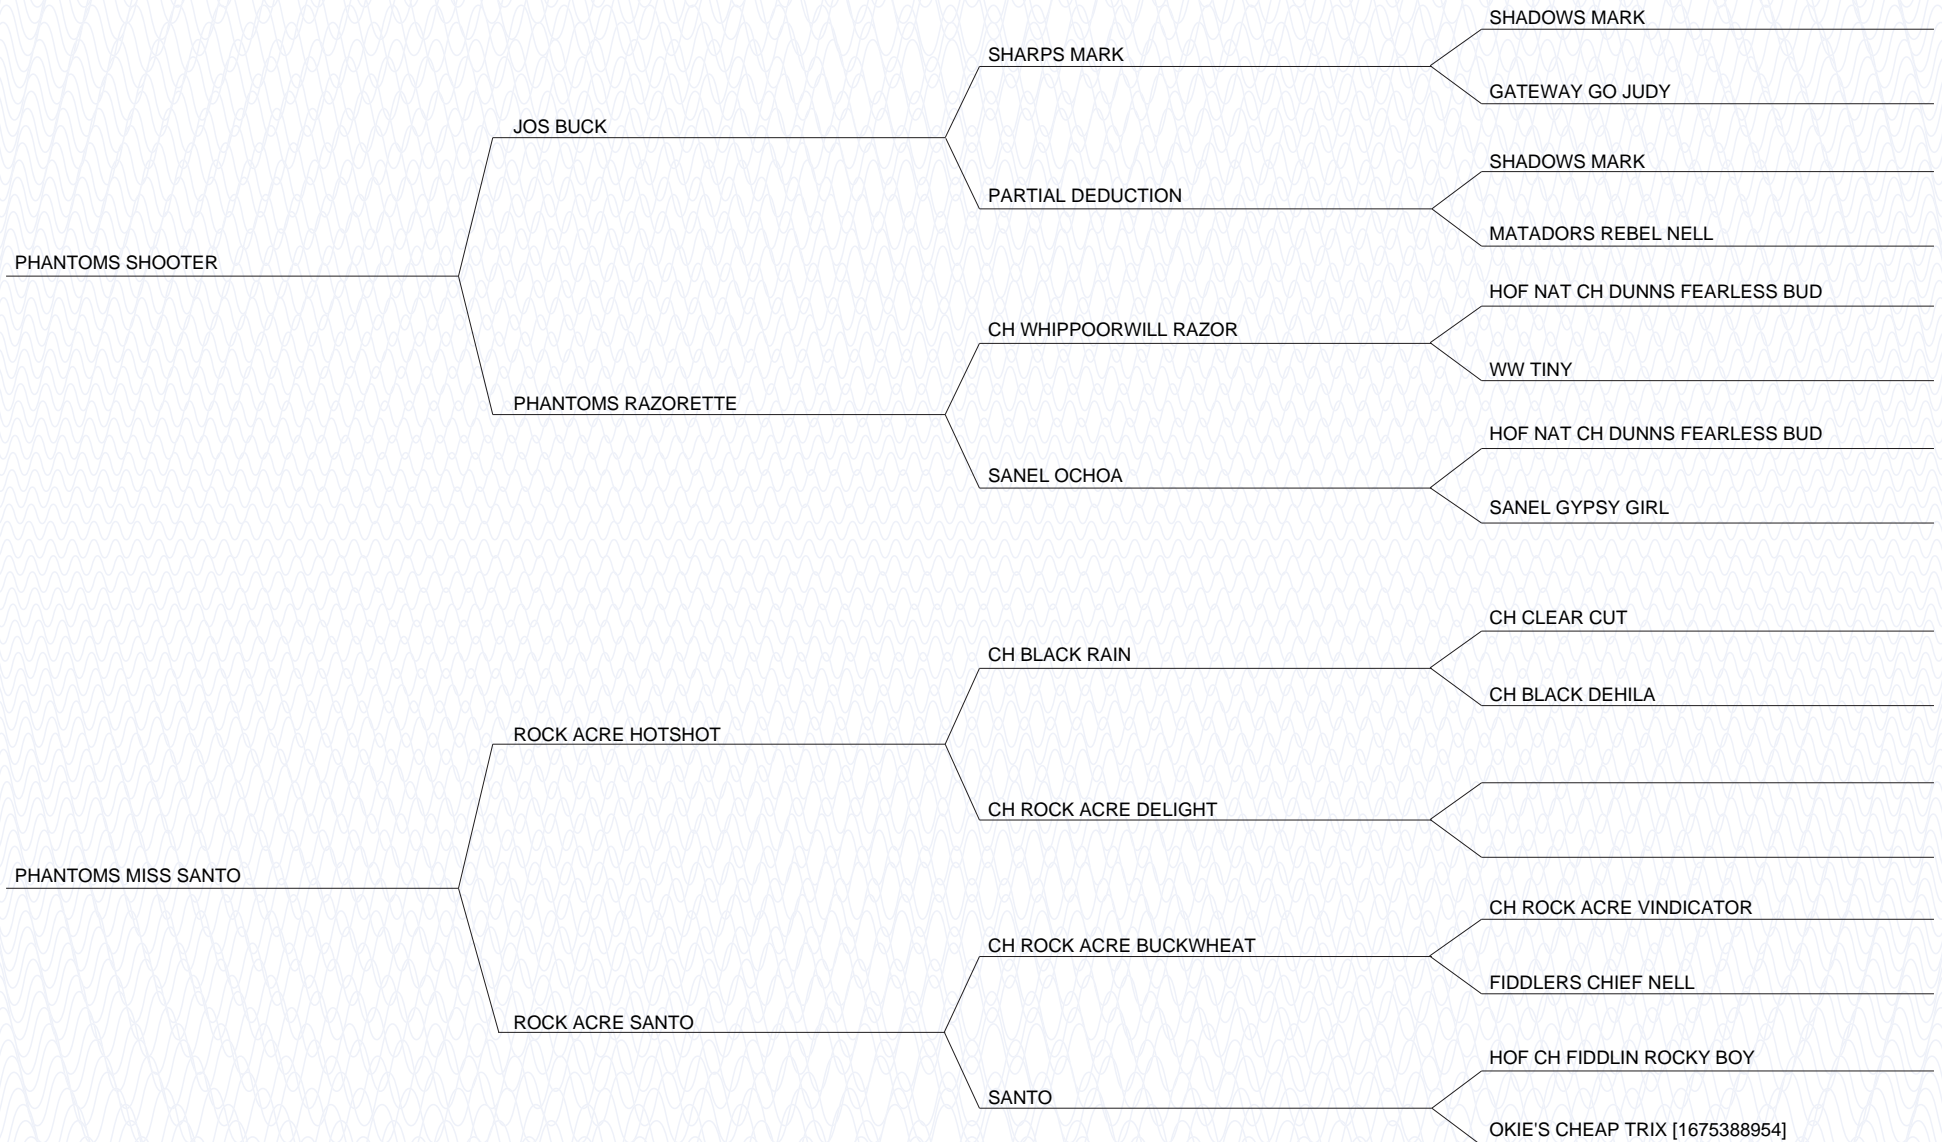 SHADOWS MARK
SHARPS MARK
GATEWAY GO JUDY
JOS BUCK
SHADOWS MARK
PARTIAL DEDUCTION
MATADORS REBEL NELL
PHANTOMS SHOOTER
HOF NAT CH DUNNS FEARLESS BUD
CH WHIPPOORWILL RAZOR
WW TINY
PHANTOMS RAZORETTE
HOF NAT CH DUNNS FEARLESS BUD
SANEL OCHOA
SANEL GYPSY GIRL
CH CLEAR CUT
CH BLACK RAIN
CH BLACK DEHILA
ROCK ACRE HOTSHOT
CH ROCK ACRE DELIGHT
PHANTOMS MISS SANTO
CH ROCK ACRE VINDICATOR
CH ROCK ACRE BUCKWHEAT
FIDDLERS CHIEF NELL
ROCK ACRE SANTO
HOF CH FIDDLIN ROCKY BOY
SANTO
OKIE'S CHEAP TRIX [1675388954]